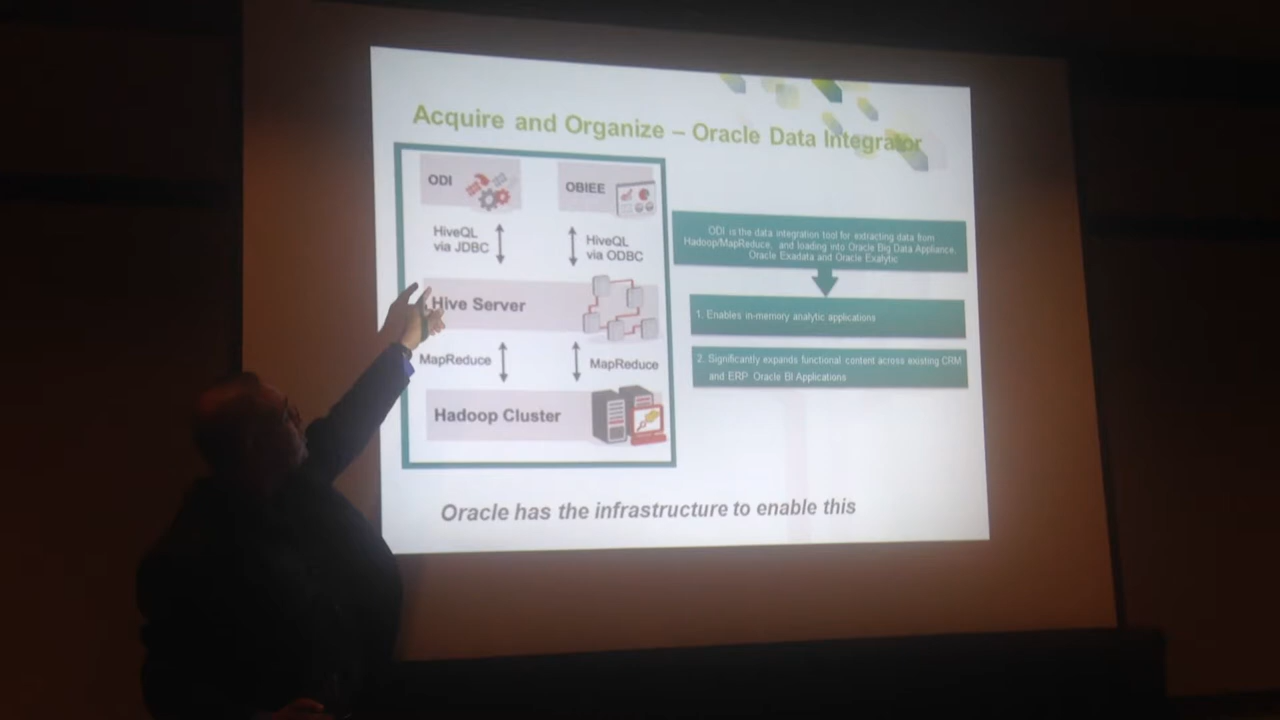 Acquire and Organize – Oracle Data Integrator
ODI
OBIEE
HiveQL
via JDBC
HiveQL
via ODBC
Hive Server
MapReduce
MapReduce
Hadoop Cluster
ODI is the data integration tool for extracting data from
Hadoop/MapReduce, and loading into Oracle Big Data Appliance,
Oracle Exadata and Oracle Exalytic
1. Enables in-memory analytic applications
2. Significantly expands functional content across existing CRM
and ERP Oracle BI Applications
Oracle has the infrastructure to enable this